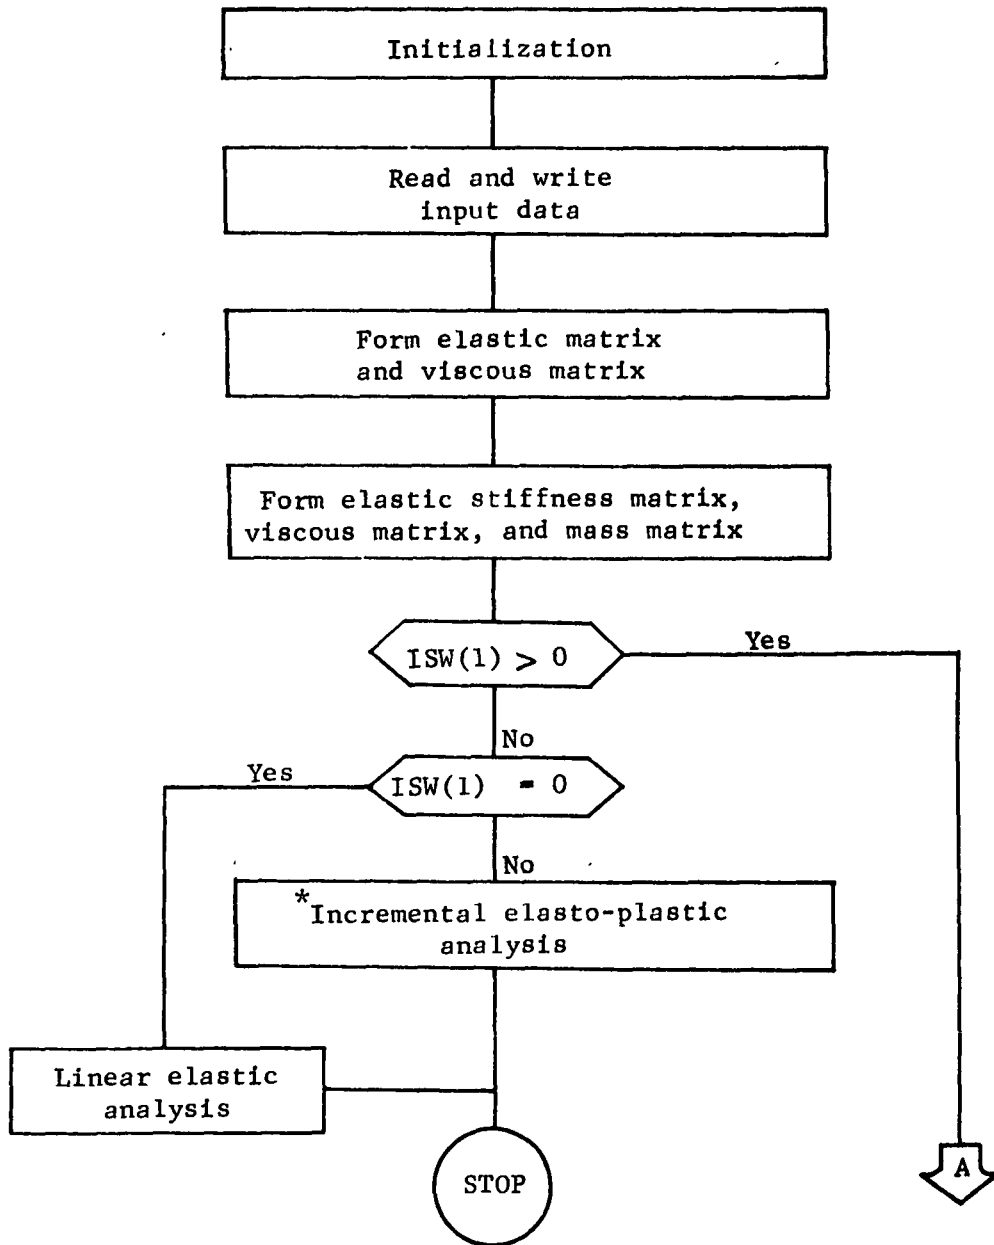 Initialization
Read and write
input data
Form elastic matrix
and viscous matrix
Form elastic stiffness matrix,
viscous matrix, and mass matrix
ISW(1) > 0
Yes
No
ISW(1) = 0
Yes
No
*Incremental elasto-plastic
analysis
Linear elastic
analysis
STOP
A